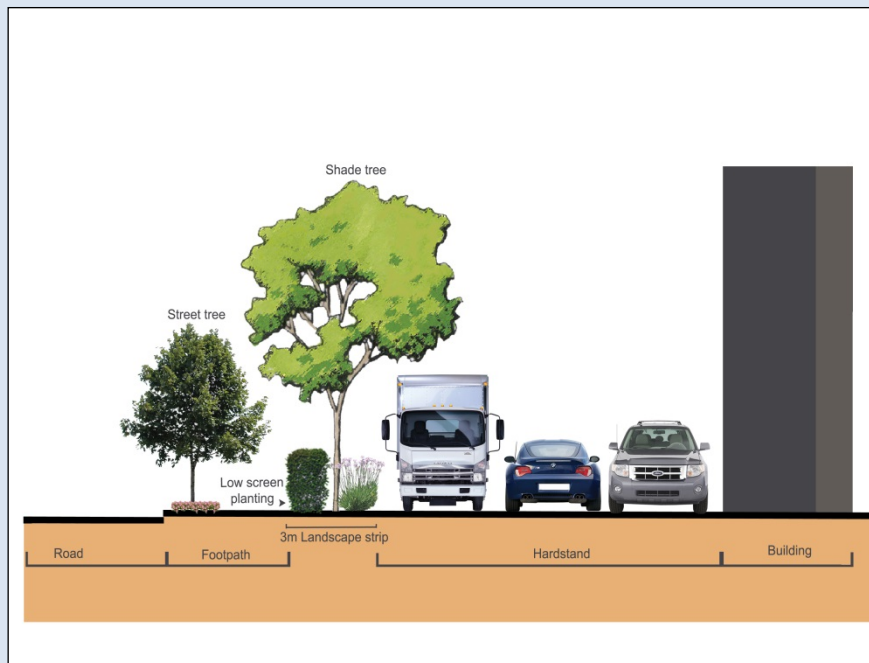 Shade tree
Street tree
Low screen
planting
3m Landscape strip
Road
Footpath
Hardstand
Building